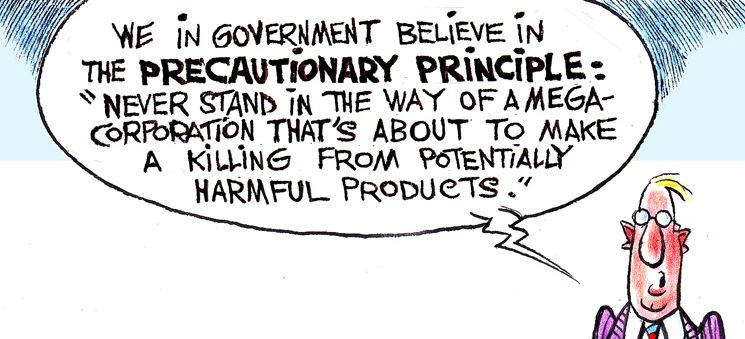 WE IN GOVERNMENT BELIEVE IN
THE PRECAUTIONARY PRINCIPLE:
"NEVER STAND IN THE WAY OF A MEGA-
CORPORATION THAT'S ABOUT TO MAKE
A KILLING FROM POTENTIALLY
HARMFUL PRODUCTS."